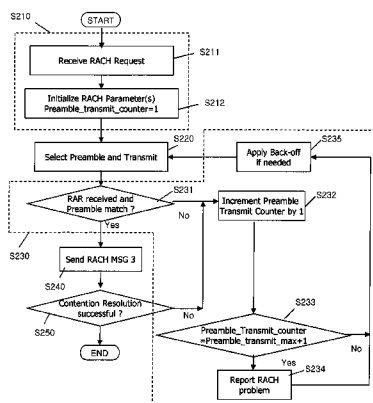 START
S210
S211
Receive RACH Request
S212
Initialize RACH Parameter(s)
Preamble_transmit_counter=1
S220
Select Preamble and Transmit
S235
Apply Back-off
if needed
S231
RAR received and
Preamble match ?
No
Yes
S232
Increment Preamble
Transmit Counter by 1
S230
Send RACH MSG 3
S240
Contention Resolution
successful ?
No
S250
END
S233
Preamble_Transmit_counter
=Preamble_transmit_max+1
No
Yes
S234
Report RACH
problem